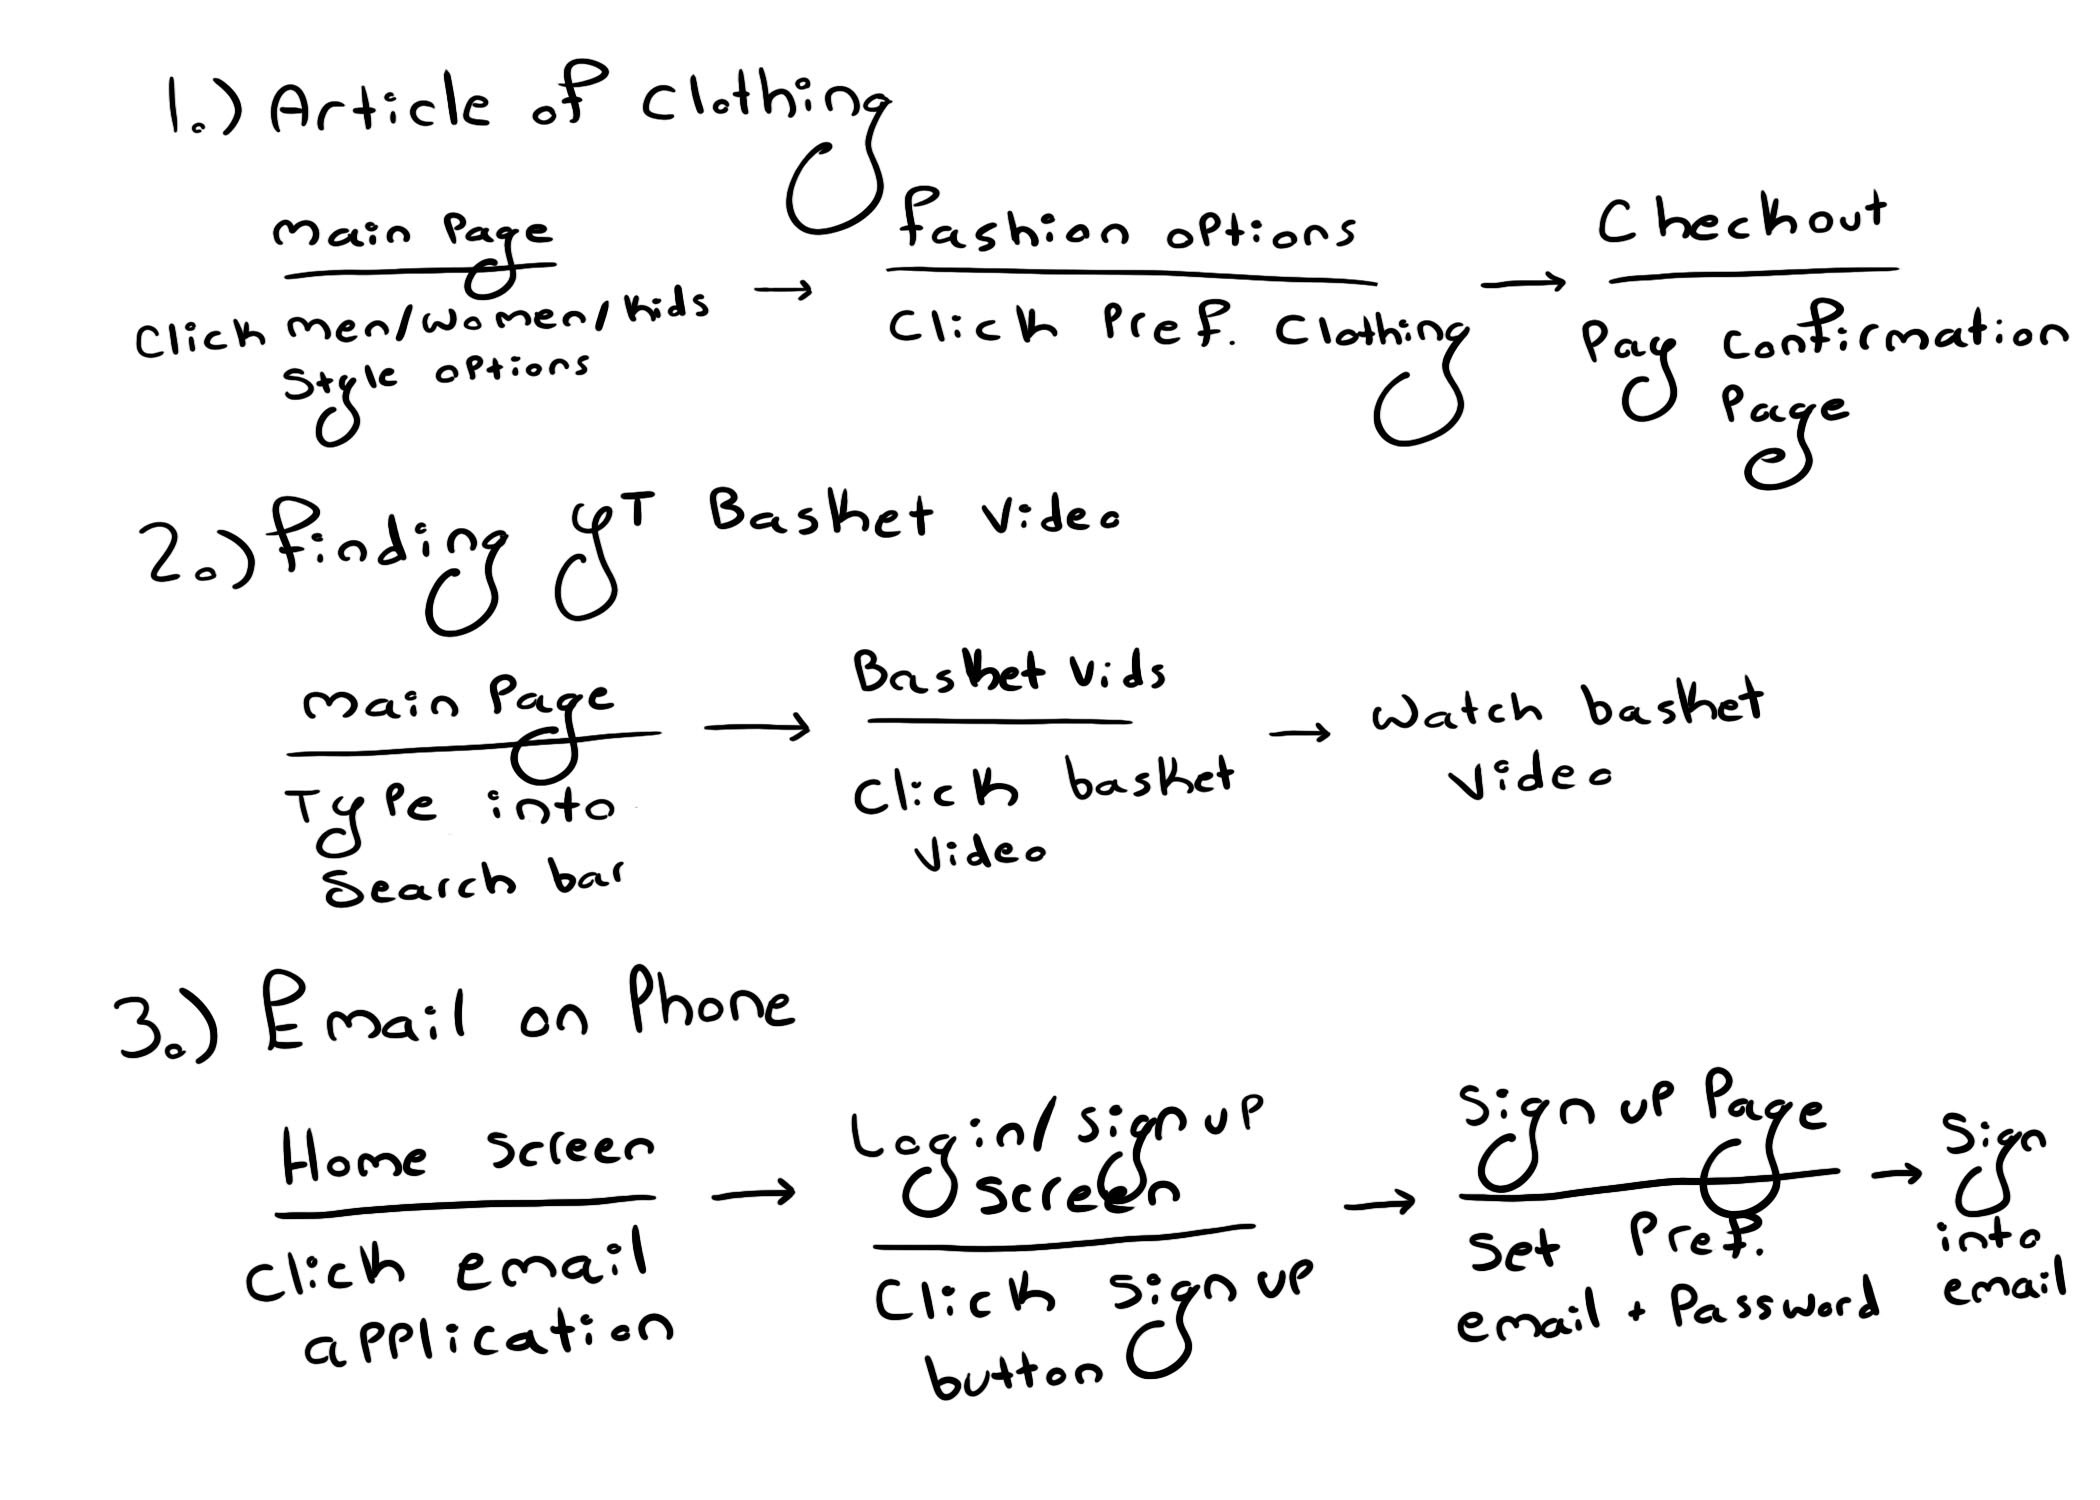 1.) Article of clothing
Main Page
Click men/women/kids
Style options
→
Fashion options
Click Pref. Clothing
→
Checkout
Pay confirmation
Page
2.) Finding YT Basket Video
Main Page
Type into
Search bar
→
Basket Vids
Click basket
Video
→
Watch basket
Video
3.) Email on Phone
Home Screen
Click email
application
→
Login/sign up
screen
Click sign up
button
→
Sign up Page
Set Pref.
email + Password
→
Sign
into
email